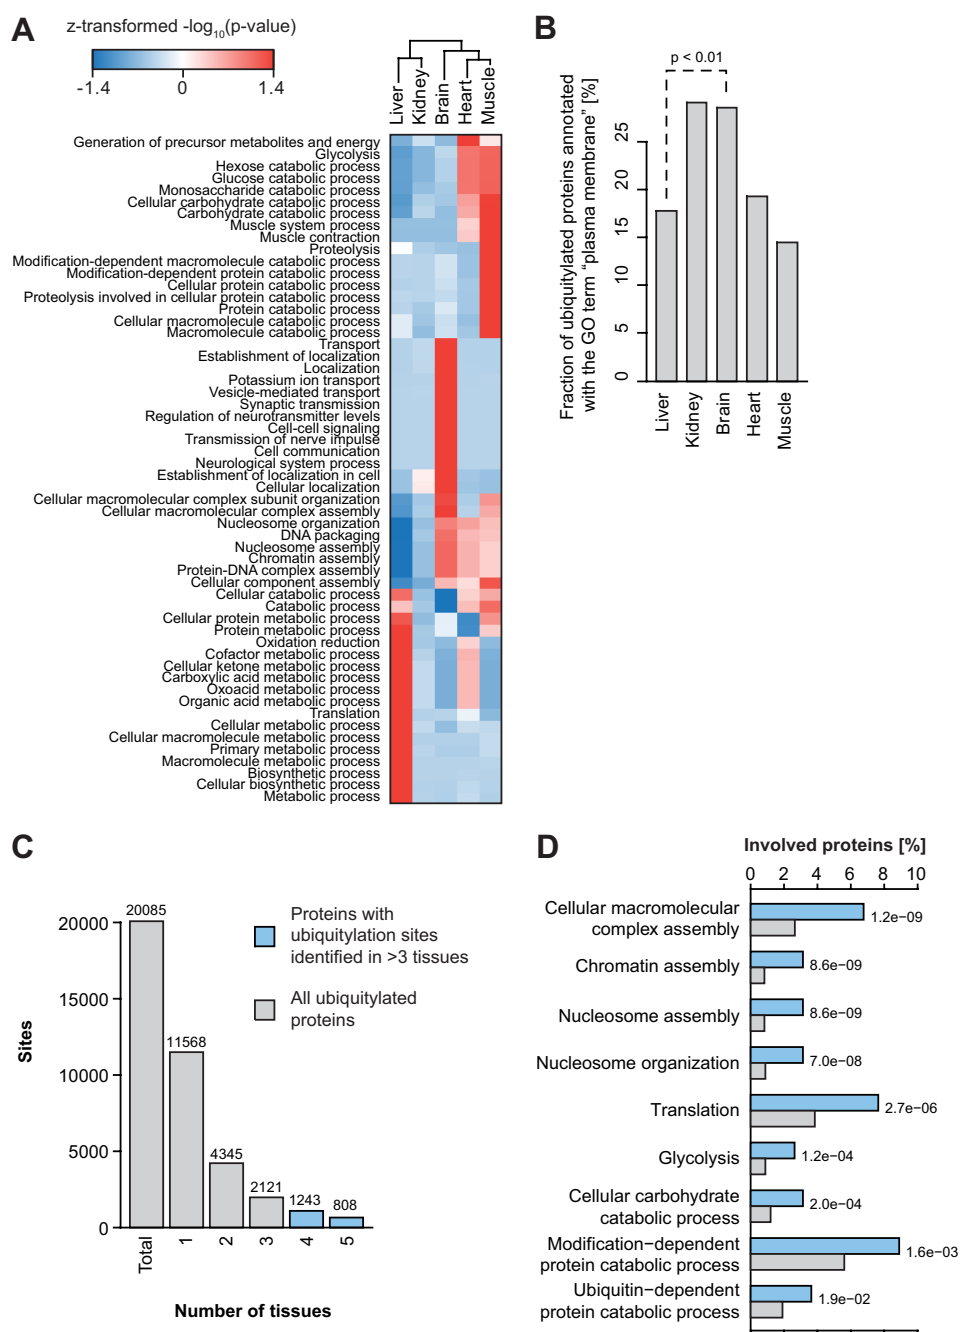 A
z-transformed -log10(p-value)
-1.4 0 1.4
Liver
Kidney
Brain
Heart
Muscle
Generation of precursor metabolites and energy
Glycolysis
Hexose catabolic process
Glucose catabolic process
Monosaccharide catabolic process
Cellular carbohydrate catabolic process
Carbohydrate catabolic process
Muscle system process
Muscle contraction
Proteolysis
Modification-dependent macromolecule catabolic process
Modification-dependent protein catabolic process
Cellular protein catabolic process
Proteolysis involved in cellular protein catabolic process
Protein catabolic process
Cellular macromolecule catabolic process
Macromolecule catabolic process
Transport
Establishment of localization
Localization
Potassium ion transport
Vesicle-mediated transport
Synaptic transmission
Regulation of neurotransmitter levels
Cell-cell signaling
Transmission of nerve impulse
Cell communication
Neurological system process
Establishment of localization in cell
Cellular localization
Cellular macromolecular complex subunit organization
Cellular macromolecular complex assembly
Nucleosome organization
DNA packaging
Nucleosome assembly
Chromatin assembly
Protein-DNA complex assembly
Cellular component assembly
Cellular catabolic process
Catabolic process
Cellular protein metabolic process
Protein metabolic process
Oxidation reduction
Cofactor metabolic process
Cellular ketone metabolic process
Carboxylic acid metabolic process
Oxoacid metabolic process
Organic acid metabolic process
Translation
Cellular metabolic process
Cellular macromolecule metabolic process
Primary metabolic process
Macromolecule metabolic process
Biosynthetic process
Cellular biosynthetic process
Metabolic process
B
Fraction of ubiquitylated proteins annotated
with the GO term “plasma membrane” [%]
p < 0.01
25
20
15
10
5
0
Liver
Kidney
Brain
Heart
Muscle
C
Sites
20000
15000
10000
5000
0
20085
11568
4345
2121
1243
808
Proteins with
ubiquitylation sites
identified in >3 tissues
All ubiquitylated
proteins
Total
1
2
3
4
5
Number of tissues
D
Involved proteins [%]
0 2 4 6 8 10
Cellular macromolecular
complex assembly
1.2e−09
Chromatin assembly
8.6e−09
Nucleosome assembly
8.6e−09
Nucleosome organization
7.0e−08
Translation
2.7e−06
Glycolysis
1.2e−04
Cellular carbohydrate
catabolic process
2.0e−04
Modification−dependent
protein catabolic process
1.6e−03
Ubiquitin−dependent
protein catabolic process
1.9e−02